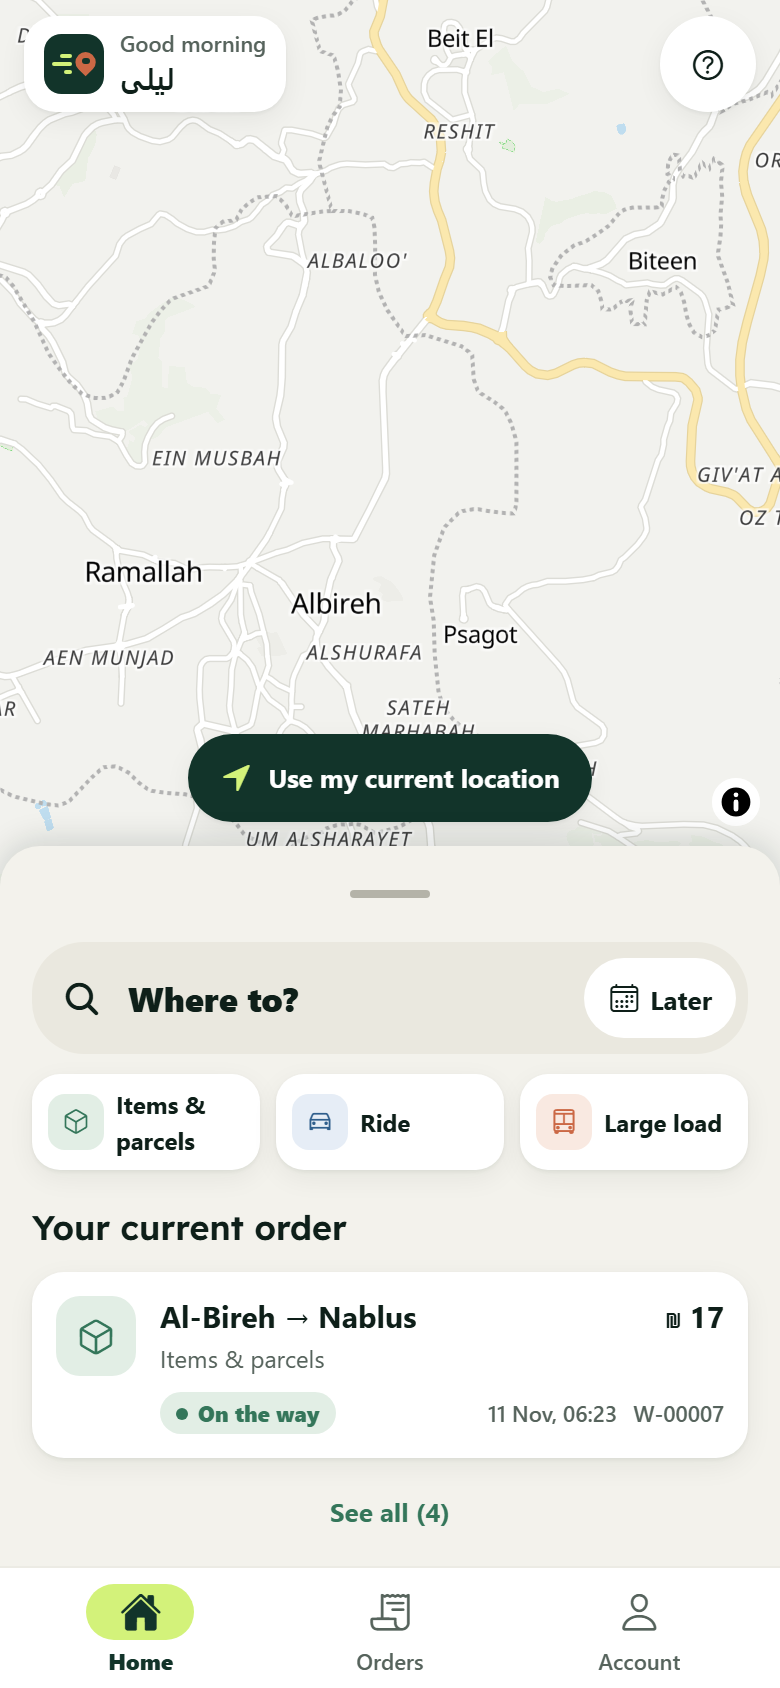 Good morning
ليلى
Beit El
RESHIT
ALBALOO'
Biteen
EIN MUSBAH
GIV'AT A
OZ T
Ramallah
Albireh
Psagot
AEN MUNJAD
ALSHURAFA
SATEH
MARHABAH
Use my current location
UM ALSHARAYET
Where to?
Later
Items &
parcels
Ride
Large load
Your current order
Al-Bireh → Nablus
₪ 17
Items & parcels
On the way
11 Nov, 06:23 W-00007
See all (4)
Home
Orders
Account